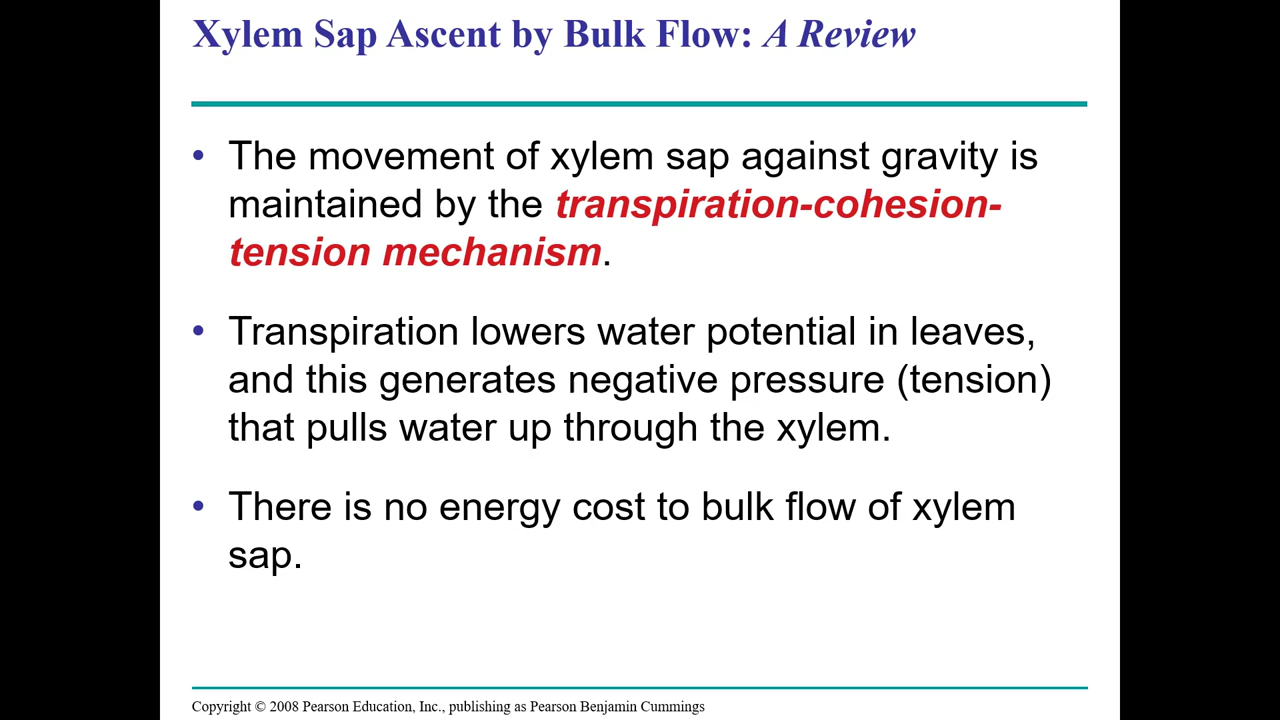 Xylem Sap Ascent by Bulk Flow: A Review
• The movement of xylem sap against gravity is
maintained by the transpiration-cohesion-
tension mechanism.
• Transpiration lowers water potential in leaves,
and this generates negative pressure (tension)
that pulls water up through the xylem.
• There is no energy cost to bulk flow of xylem
sap.
Copyright © 2008 Pearson Education, Inc., publishing as Pearson Benjamin Cummings